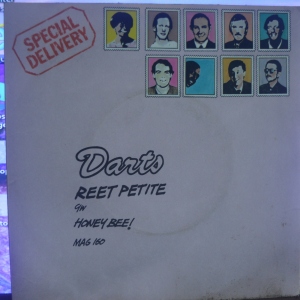 SPECIAL
DELIVERY
Darts
REET PETITE
c/w
HONEY BEE!
MAG 160